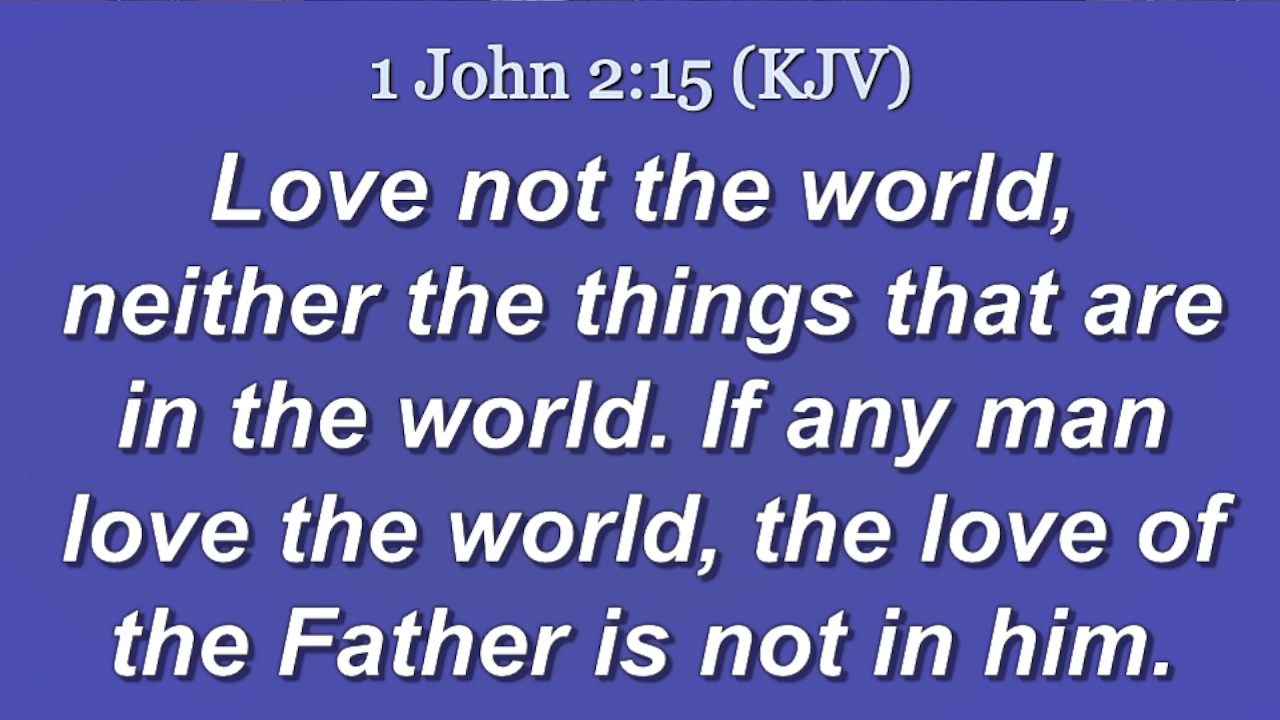 1 John 2:15 (KJV)
Love not the world,
neither the things that are
in the world. If any man
love the world, the love of
the Father is not in him.